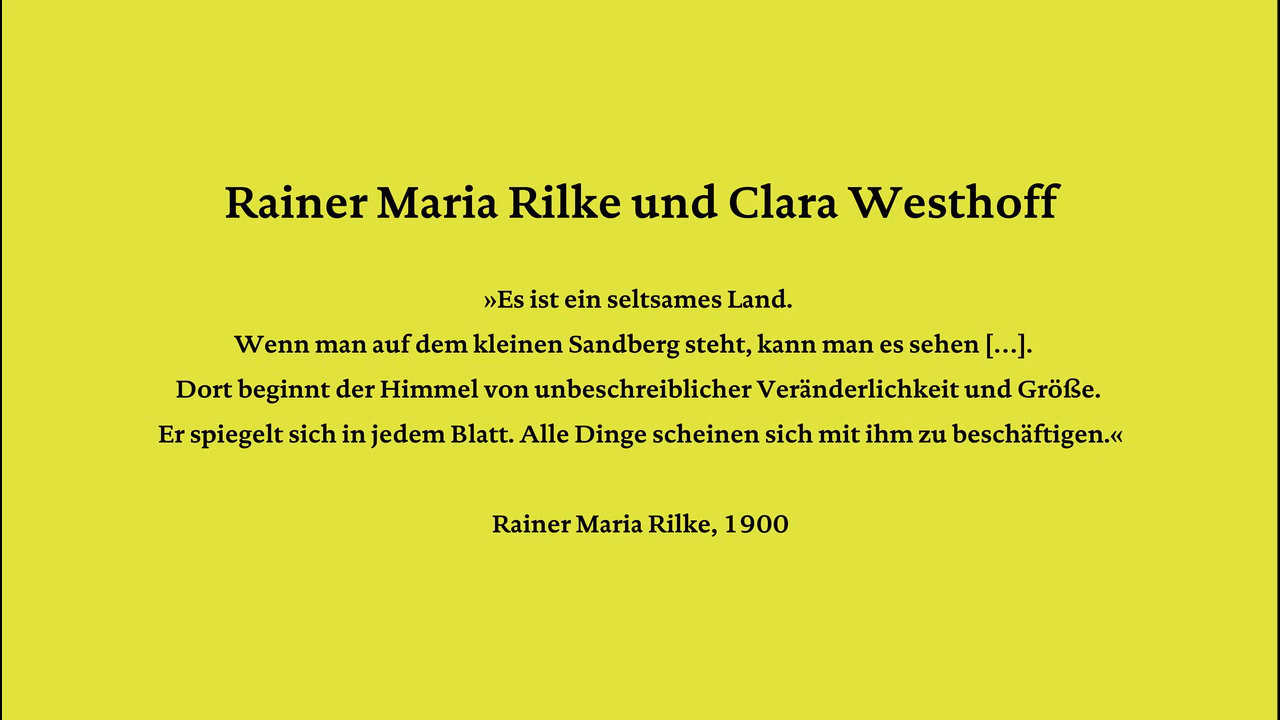 Rainer Maria Rilke und Clara Westhoff
»Es ist ein seltsames Land.
Wenn man auf dem kleinen Sandberg steht, kann man es sehen [...].
Dort beginnt der Himmel von unbeschreiblicher Veränderlichkeit und Größe.
Er spiegelt sich in jedem Blatt. Alle Dinge scheinen sich mit ihm zu beschäftigen.«
Rainer Maria Rilke, 1900